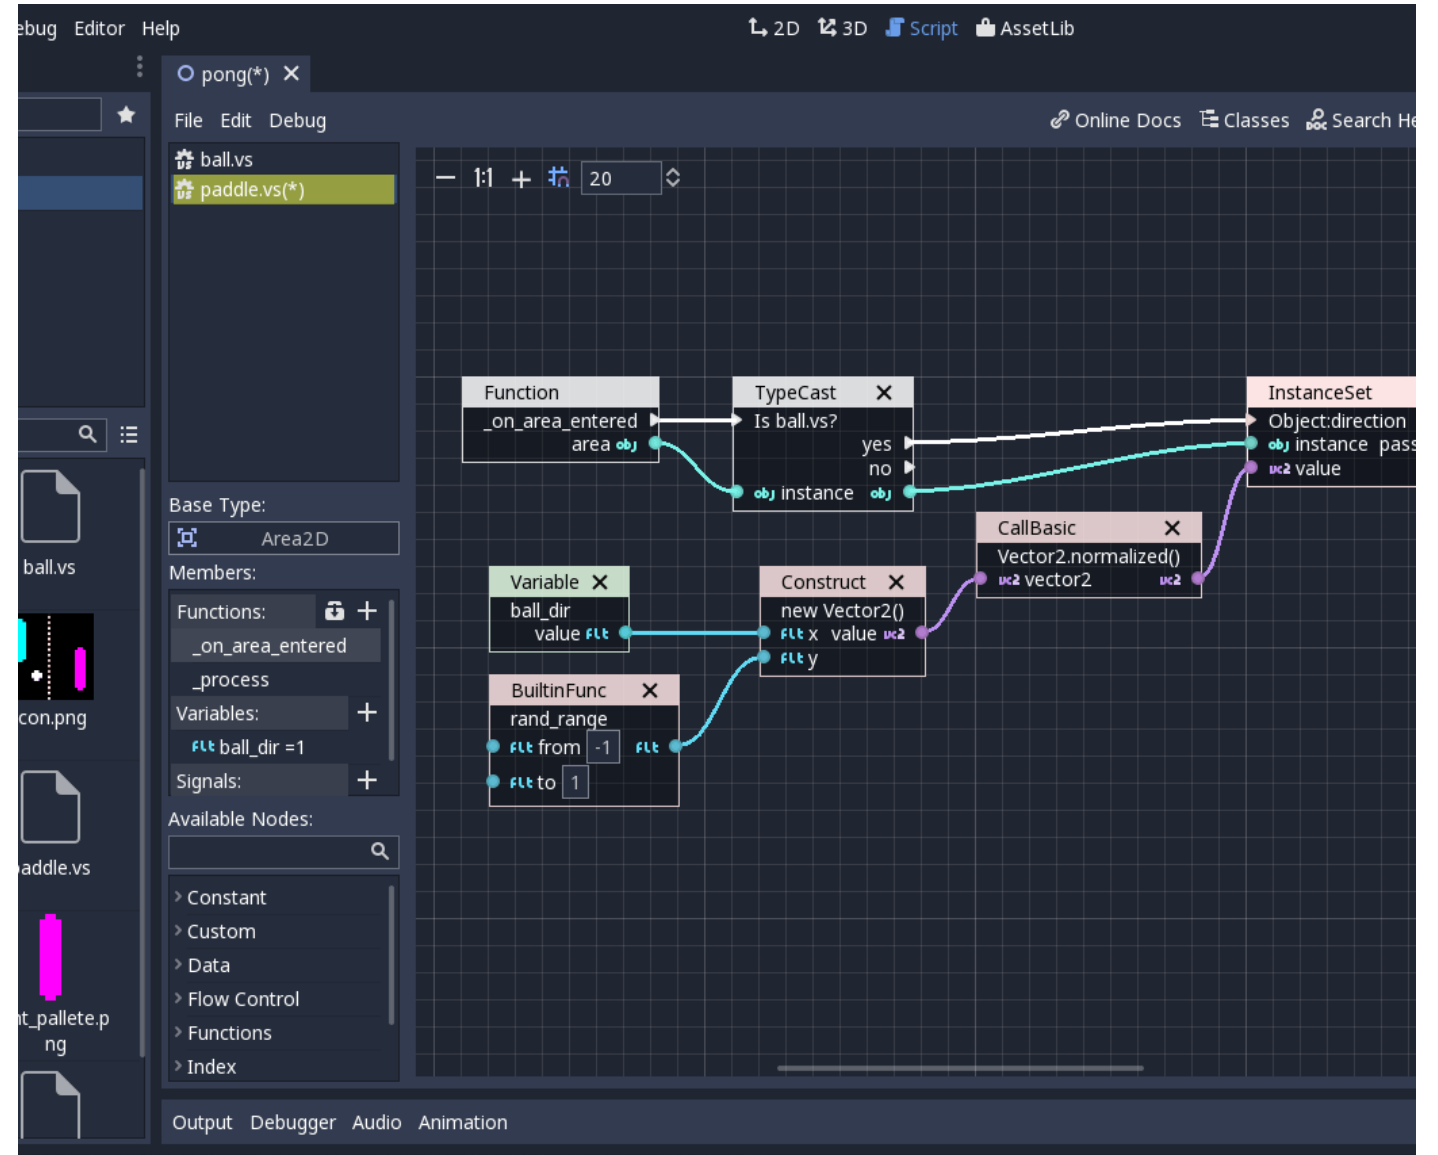 ebug Editor Help
2D 3D Script AssetLib
pong(*)
File Edit Debug
Online Docs Classes Search He
ball.vs
paddle.vs(*)
1:1 20
Function
_on_area_entered
area obj
TypeCast
Is ball.vs?
yes
no
obj instance obj
InstanceSet
Object:direction
obj instance pass
vc2 value
CallBasic
Vector2.normalized()
vc2 vector2 vc2
Variable
ball_dir
value FLt
Construct
new Vector2()
FLt x value vc2
FLt y
BuiltinFunc
rand_range
FLt from -1 FLt
FLt to 1
Base Type:
Area2D
Members:
Functions:
_on_area_entered
_process
Variables:
FLt ball_dir =1
Signals:
Available Nodes:
Constant
Custom
Data
Flow Control
Functions
Index
ball.vs
con.png
addle.vs
nt_pallete.p
ng
Output Debugger Audio Animation